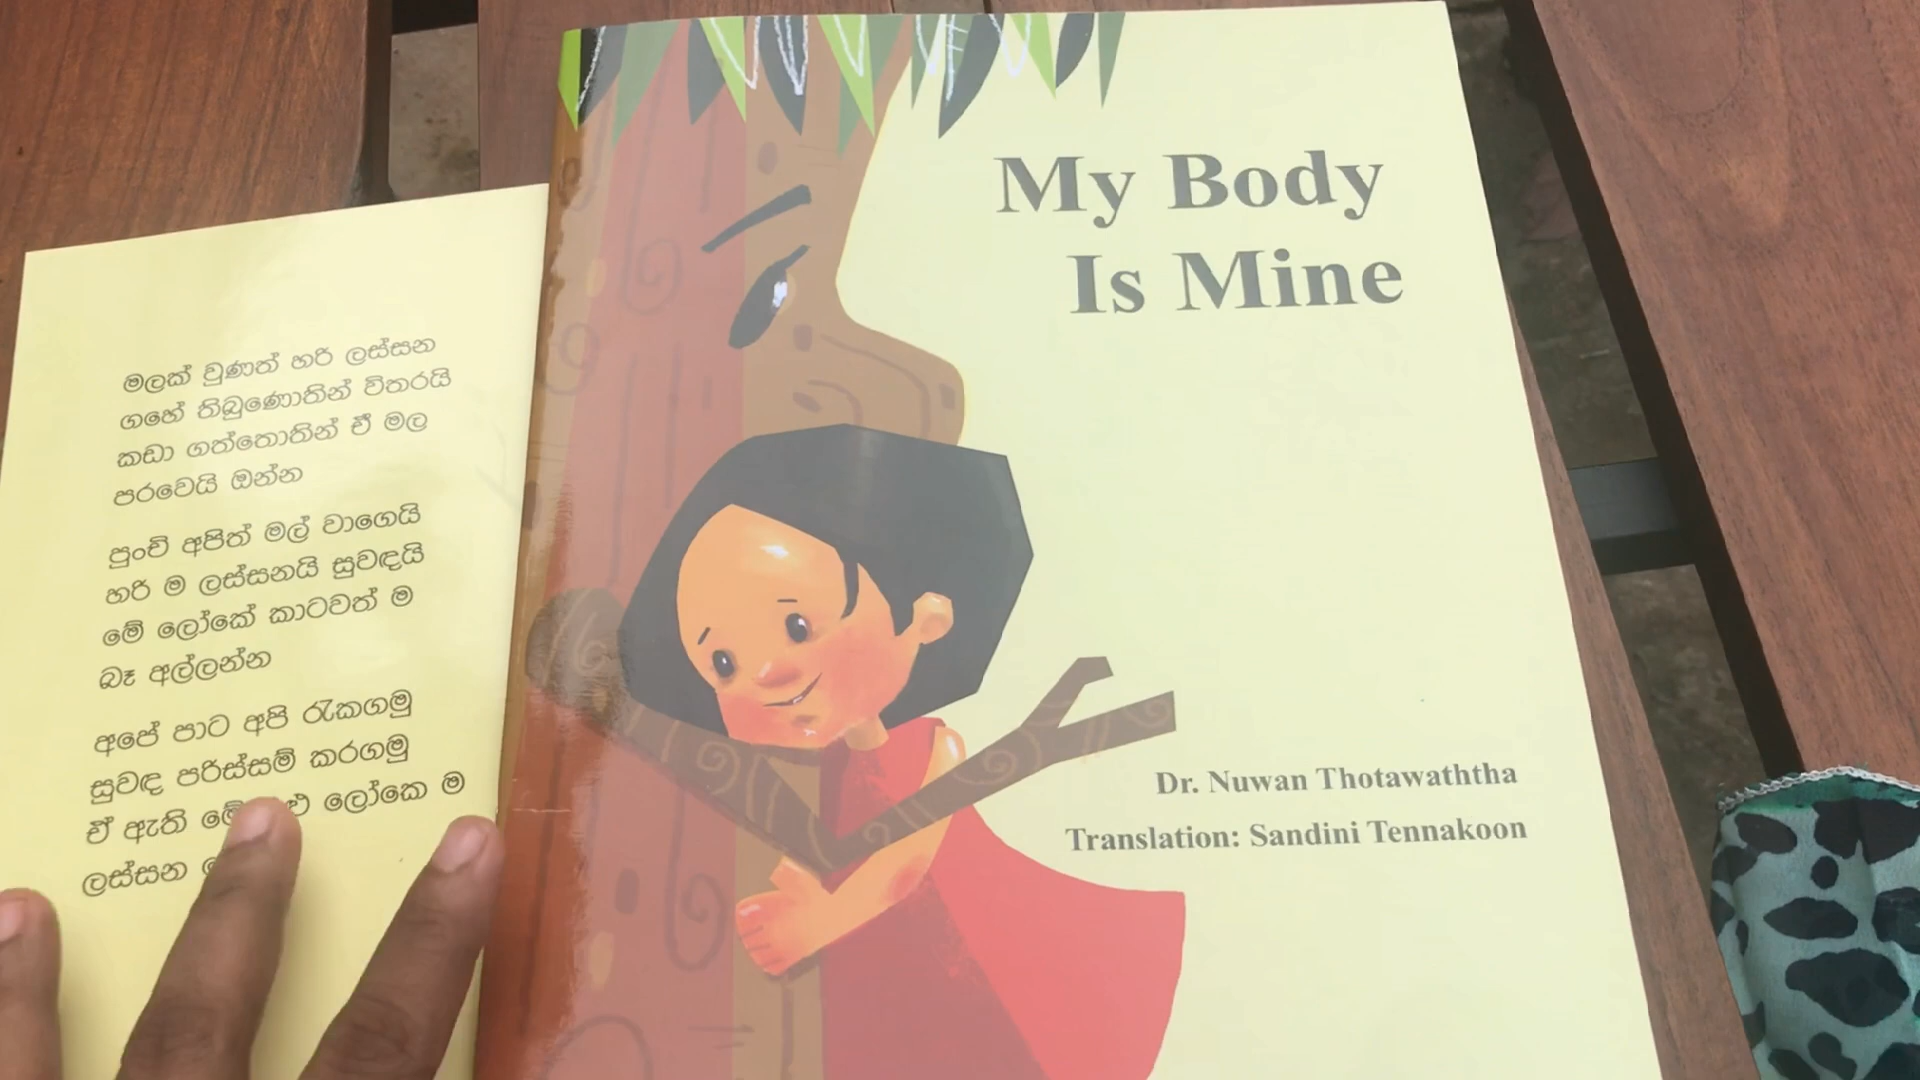 මලක් වුණත් හරි ලස්සන
ගහේ තිබුණොතින් විතරයි
කඩා ගත්තොතින් ඒ මල
පරවෙයි ඔන්න
පුංචි අපිත් මල් වාගෙයි
හරි ම ලස්සනයි සුවඳයි
මේ ලෝකේ කාටවත් ම
බෑ අල්ලන්න
අපේ පාට අපි රැකගමු
සුවඳ පරිස්සම් කරගමු
ඒ ඇති ලෝකෙ ම
ලස්සන
My Body
Is Mine
Dr. Nuwan Thotawaththa
Translation: Sandini Tennakoon